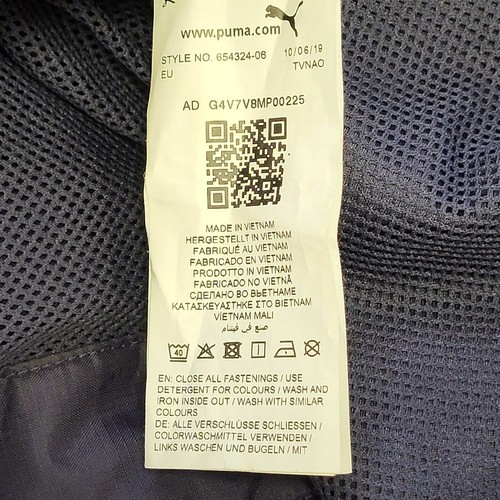 www.puma.com
STYLE NO. 654324-06 10/06/19
EU TVNAO
AD G4V7V8MP00225
MADE IN VIETNAM
HERGESTELLT IN VIETNAM
FABRIQUÉ AU VIETNAM
FABRICADO EN VIETNAM
PRODOTTO IN VIETNAM
FABRICADO NO VIETNÃ
СДЕЛАНО ВО ВЬЕТНАМЕ
ΚΑΤΑΣΚΕΥΑΣΤΗΚΕ ΣΤΟ ΒΙΕΤΝΑΜ
VİETNAM MALI
صنع في فيتنام
40
EN: CLOSE ALL FASTENINGS / USE
DETERGENT FOR COLOURS / WASH AND
IRON INSIDE OUT / WASH WITH SIMILAR
COLOURS
DE: ALLE VERSCHLÜSSE SCHLIESSEN /
COLORWASCHMITTEL VERWENDEN /
LINKS WASCHEN UND BUGELN / MIT